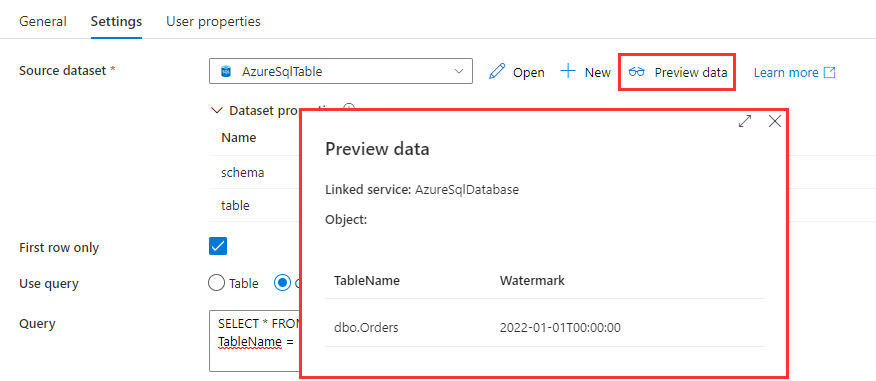 General Settings User properties
Source dataset * AzureSqlTable Open New Preview data Learn more
Dataset
Name
schema
table
First row only
Use query Table
Query SELECT * FROM
TableName =
Preview data
Linked service: AzureSqlDatabase
Object:
TableName Watermark
dbo.Orders 2022-01-01T00:00:00